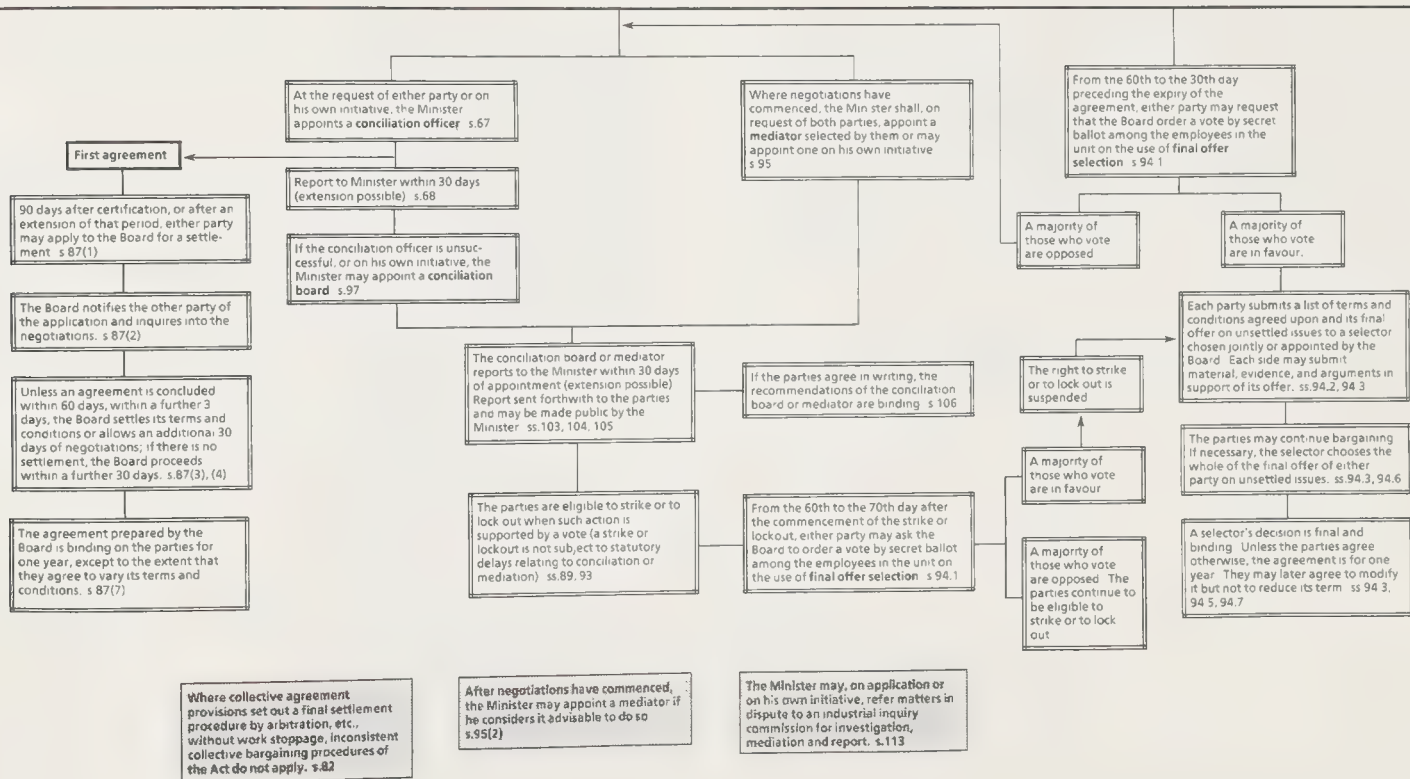 At the request of either party or on
his own initiative, the Minister
appoints a conciliation officer s.67
First agreement
Report to Minister within 30 days
(extension possible) s.68
90 days after certification, or after an
extension of that period, either party
may apply to the Board for a settle-
ment s 87(1)
If the conciliation officer is unsuc-
cessful, or on his own initiative, the
Minister may appoint a conciliation
board s.97
The Board notifies the other party of
the application and inquires into the
negotiations. s 87(2)
Unless an agreement is concluded
within 60 days, within a further 3
days, the Board settles its terms and
conditions or allows an additional 30
days of negotiations; if there is no
settlement, the Board proceeds
within a further 30 days. s.87(3), (4)
The agreement prepared by the
Board is binding on the parties for
one year, except to the extent that
they agree to vary its terms and
conditions. s 87(7)
Where negotiations have
commenced, the Min ster shall, on
request of both parties, appoint a
mediator selected by them or may
appoint one on his own initiative
s 95
The conciliation board or mediator
reports to the Minister within 30 days
of appointment (extension possible)
Report sent forthwith to the parties
and may be made public by the
Minister ss.103, 104, 105
If the parties agree in writing, the
recommendations of the conciliation
board or mediator are binding s 106
The parties are eligible to strike or to
lock out when such action is
supported by a vote (a strike or
lockout is not subject to statutory
delays relating to conciliation or
mediation) ss.89, 93
From the 60th to the 70th day after
the commencement of the strike or
lockout, either party may ask the
Board to order a vote by secret ballot
among the employees in the unit on
the use of final offer selection s 94.1
From the 60th to the 30th day
preceding the expiry of the
agreement, either party may request
that the Board order a vote by secret
ballot among the employees in the
unit on the use of final offer
selection s 94 1
A majority of
those who vote
are opposed
A majority of
those who vote
are in favour.
The right to strike
or to lock out is
suspended
A majority of
those who vote
are in favour
A majority of
those who vote
are opposed The
parties continue to
be eligible to
strike or to lock
out
Each party submits a list of terms and
conditions agreed upon and its final
offer on unsettled issues to a selector
chosen jointly or appointed by the
Board Each side may submit
material, evidence, and arguments in
support of its offer. ss.94.2, 94 3
The parties may continue bargaining
If necessary, the selector chooses the
whole of the final offer of either
party on unsettled issues. ss.94.3, 94.6
A selector's decision is final and
binding Unless the parties agree
otherwise, the agreement is for one
year They may later agree to modify
it but not to reduce its term ss 94 3,
94 5, 94.7
Where collective agreement
provisions set out a final settlement
procedure by arbitration, etc.,
without work stoppage, inconsistent
collective bargaining procedures of
the Act do not apply. s.82
After negotiations have commenced,
the Minister may appoint a mediator if
he considers it advisable to do so
s.95(2)
The Minister may, on application or
on his own initiative, refer matters in
dispute to an industrial inquiry
commission for investigation,
mediation and report. s.113